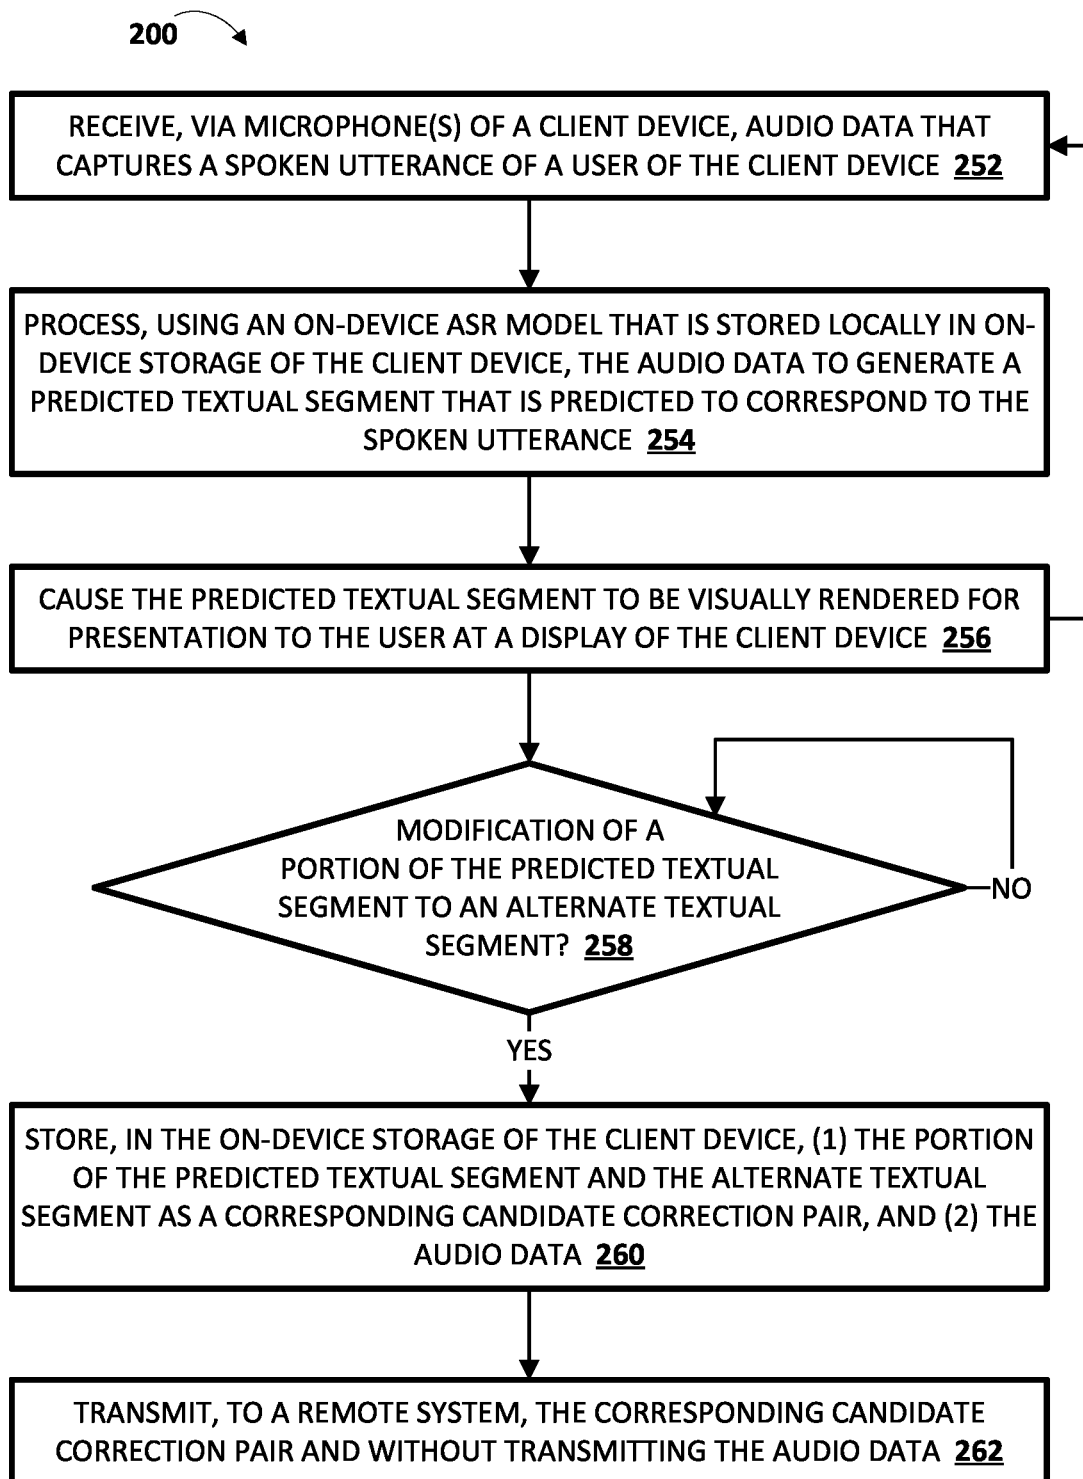 200
RECEIVE, VIA MICROPHONE(S) OF A CLIENT DEVICE, AUDIO DATA THAT
CAPTURES A SPOKEN UTTERANCE OF A USER OF THE CLIENT DEVICE 252
PROCESS, USING AN ON-DEVICE ASR MODEL THAT IS STORED LOCALLY IN ON-
DEVICE STORAGE OF THE CLIENT DEVICE, THE AUDIO DATA TO GENERATE A
PREDICTED TEXTUAL SEGMENT THAT IS PREDICTED TO CORRESPOND TO THE
SPOKEN UTTERANCE 254
CAUSE THE PREDICTED TEXTUAL SEGMENT TO BE VISUALLY RENDERED FOR
PRESENTATION TO THE USER AT A DISPLAY OF THE CLIENT DEVICE 256
MODIFICATION OF A
PORTION OF THE PREDICTED TEXTUAL
SEGMENT TO AN ALTERNATE TEXTUAL
SEGMENT? 258
NO
YES
STORE, IN THE ON-DEVICE STORAGE OF THE CLIENT DEVICE, (1) THE PORTION
OF THE PREDICTED TEXTUAL SEGMENT AND THE ALTERNATE TEXTUAL
SEGMENT AS A CORRESPONDING CANDIDATE CORRECTION PAIR, AND (2) THE
AUDIO DATA 260
TRANSMIT, TO A REMOTE SYSTEM, THE CORRESPONDING CANDIDATE
CORRECTION PAIR AND WITHOUT TRANSMITTING THE AUDIO DATA 262